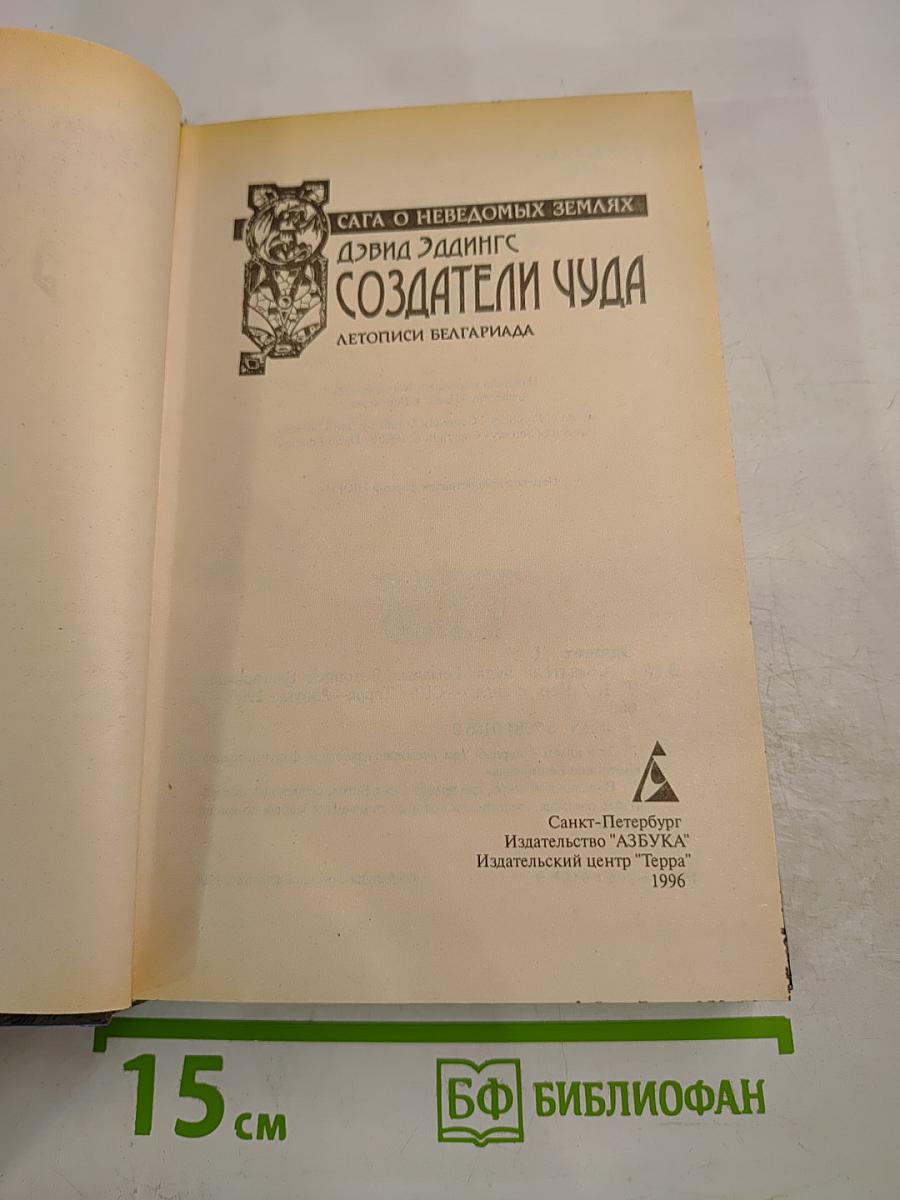 САГА О НЕВЕДОМЫХ ЗЕМЛЯХ
ДЭВИД ЭДДИНГС
СОЗДАТЕЛИ ЧУДА
ЛЕТОПИСИ БЕЛГАРИАДА
Санкт-Петербург
Издательство "АЗБУКА"
Издательский центр "Терра"
1996
15 см
БФ БИБЛИОФАН